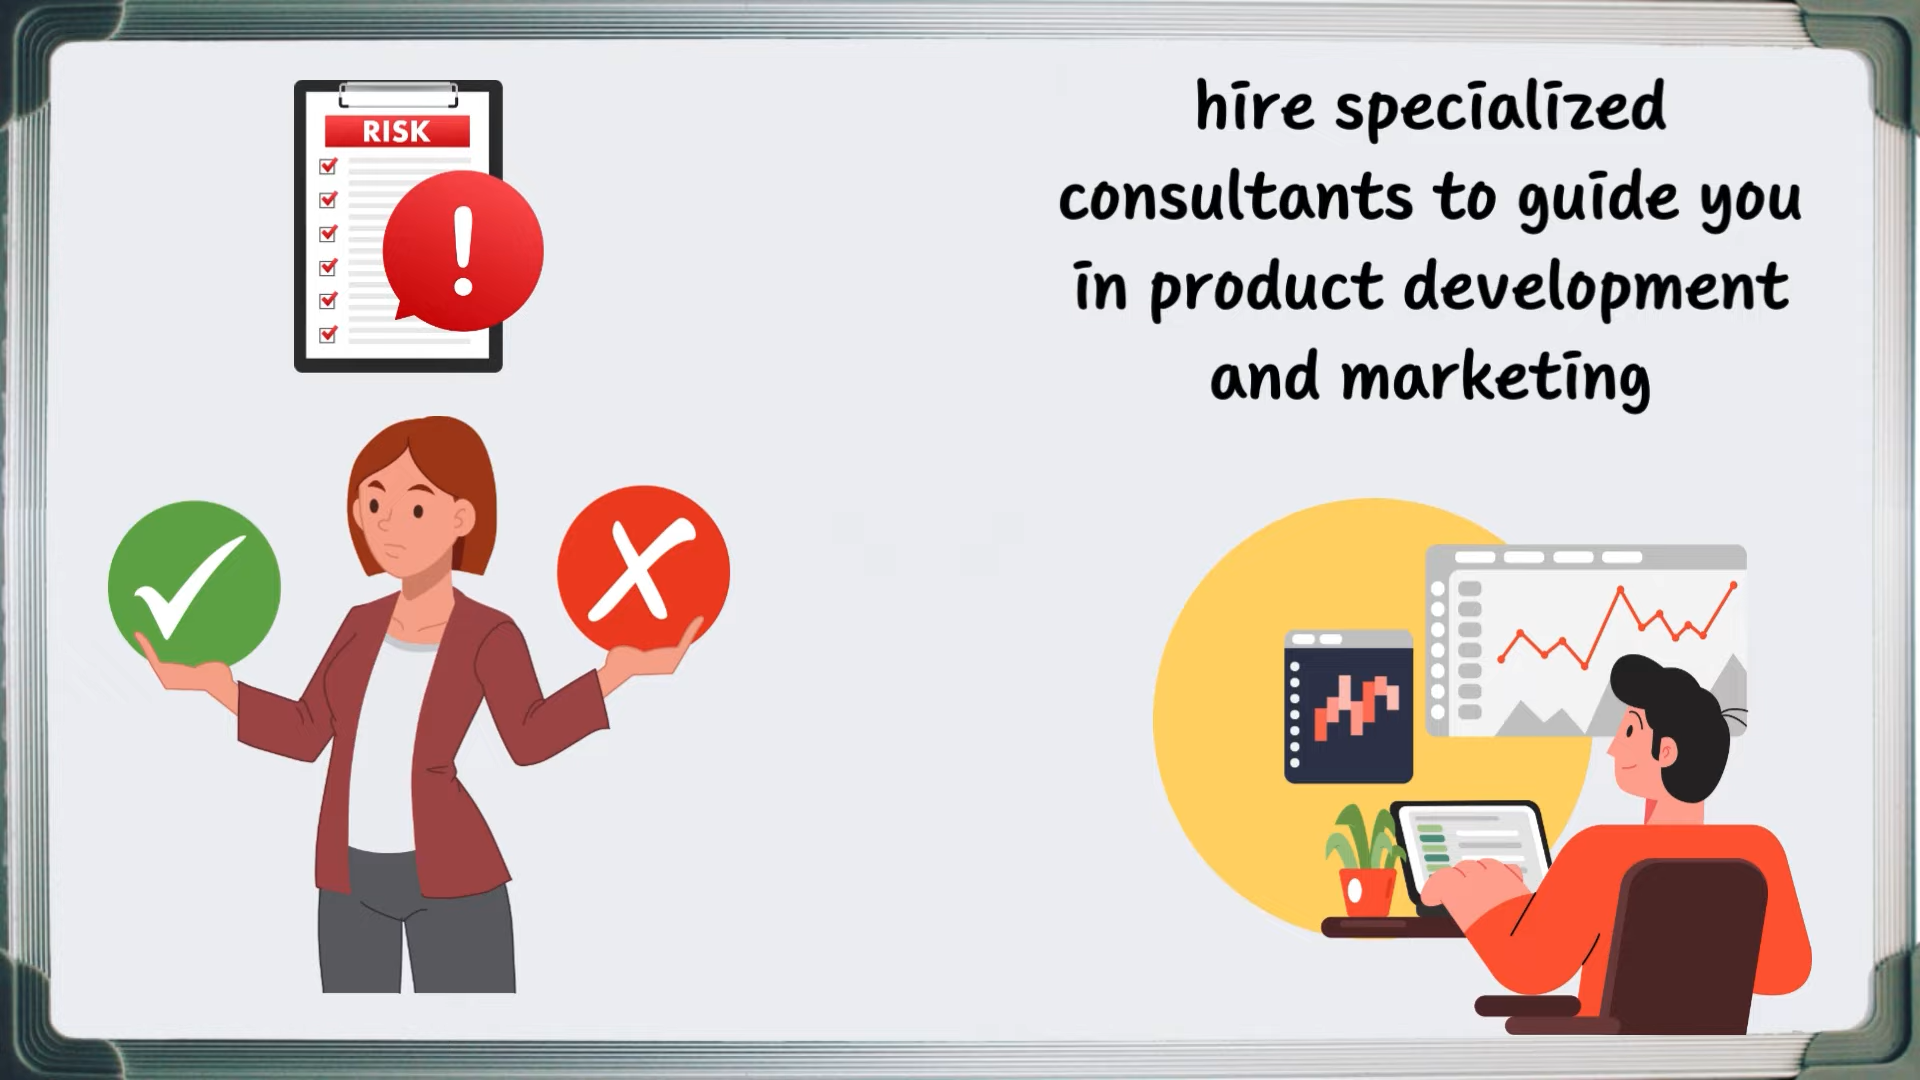 RISK
hire specialized
consultants to guide you
in product development
and marketing